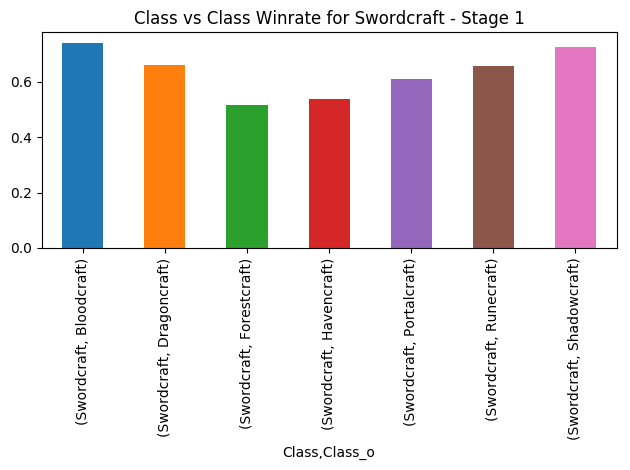 Class vs Class Winrate for Swordcraft - Stage 1
0.6
0.4
0.2
0.0
(Swordcraft, Bloodcraft)
(Swordcraft, Dragoncraft)
(Swordcraft, Forestcraft)
(Swordcraft, Havencraft)
(Swordcraft, Portalcraft)
(Swordcraft, Runecraft)
(Swordcraft, Shadowcraft)
Class,Class_o